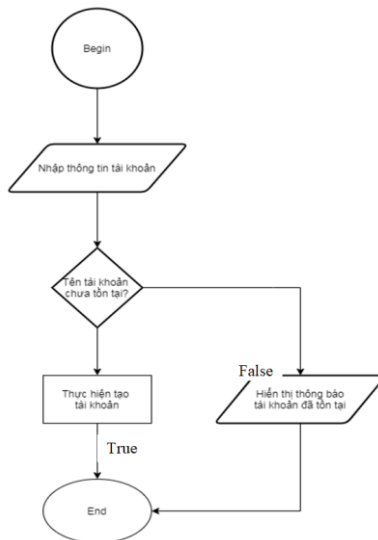 Begin
Nhập thông tin tài khoản
Tên tài khoản
chưa tồn tại?
False
Thực hiện tạo
tài khoản
Hiển thị thông báo
tài khoản đã tồn tại
True
End